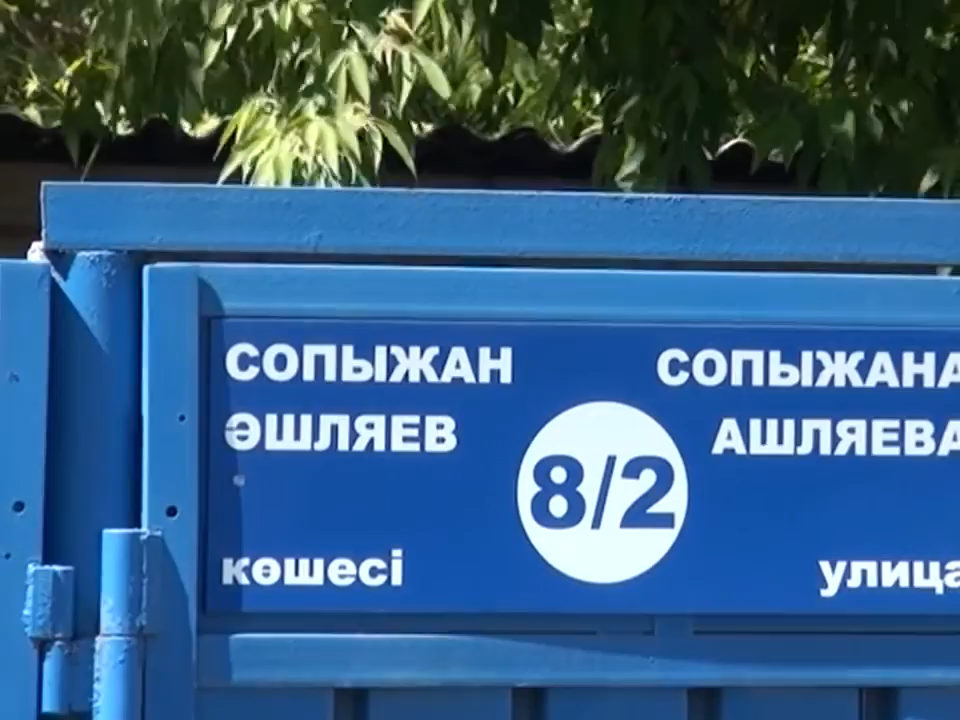 СОПЫЖАН
ӘШЛЯЕВ
көшесі
8/2
СОПЫЖАНА
АШЛЯЕВА
улица